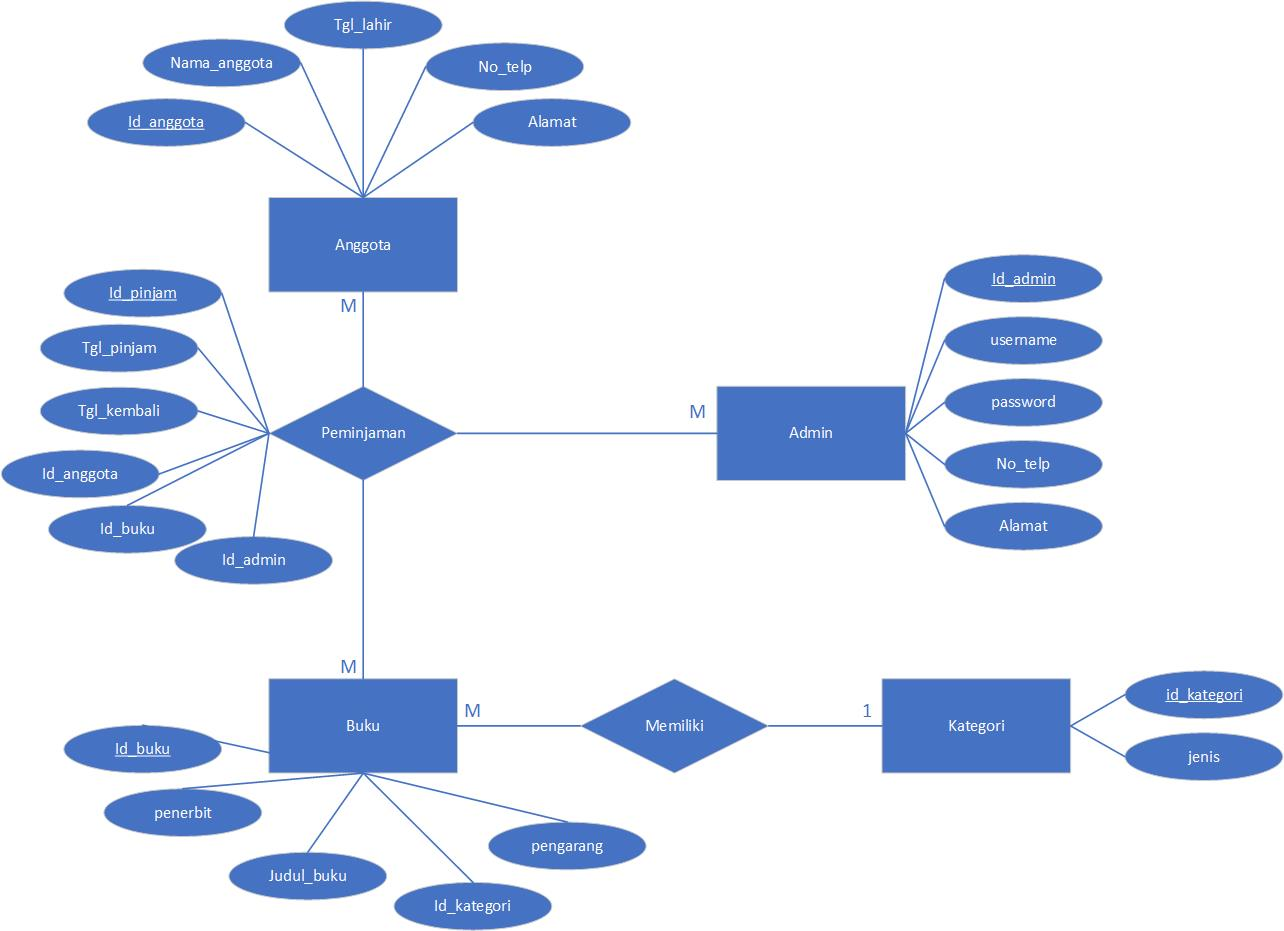 Tgl_lahir
Nama_anggota
No_telp
Id_anggota
Alamat
Anggota
M
Id_pinjam
Tgl_pinjam
Tgl_kembali
Id_anggota
Id_buku
Id_admin
Peminjaman
M
Admin
Id_admin
username
password
No_telp
Alamat
M
Buku
M
Memiliki
1
Kategori
id_kategori
jenis
Id_buku
penerbit
Judul_buku
Id_kategori
pengarang